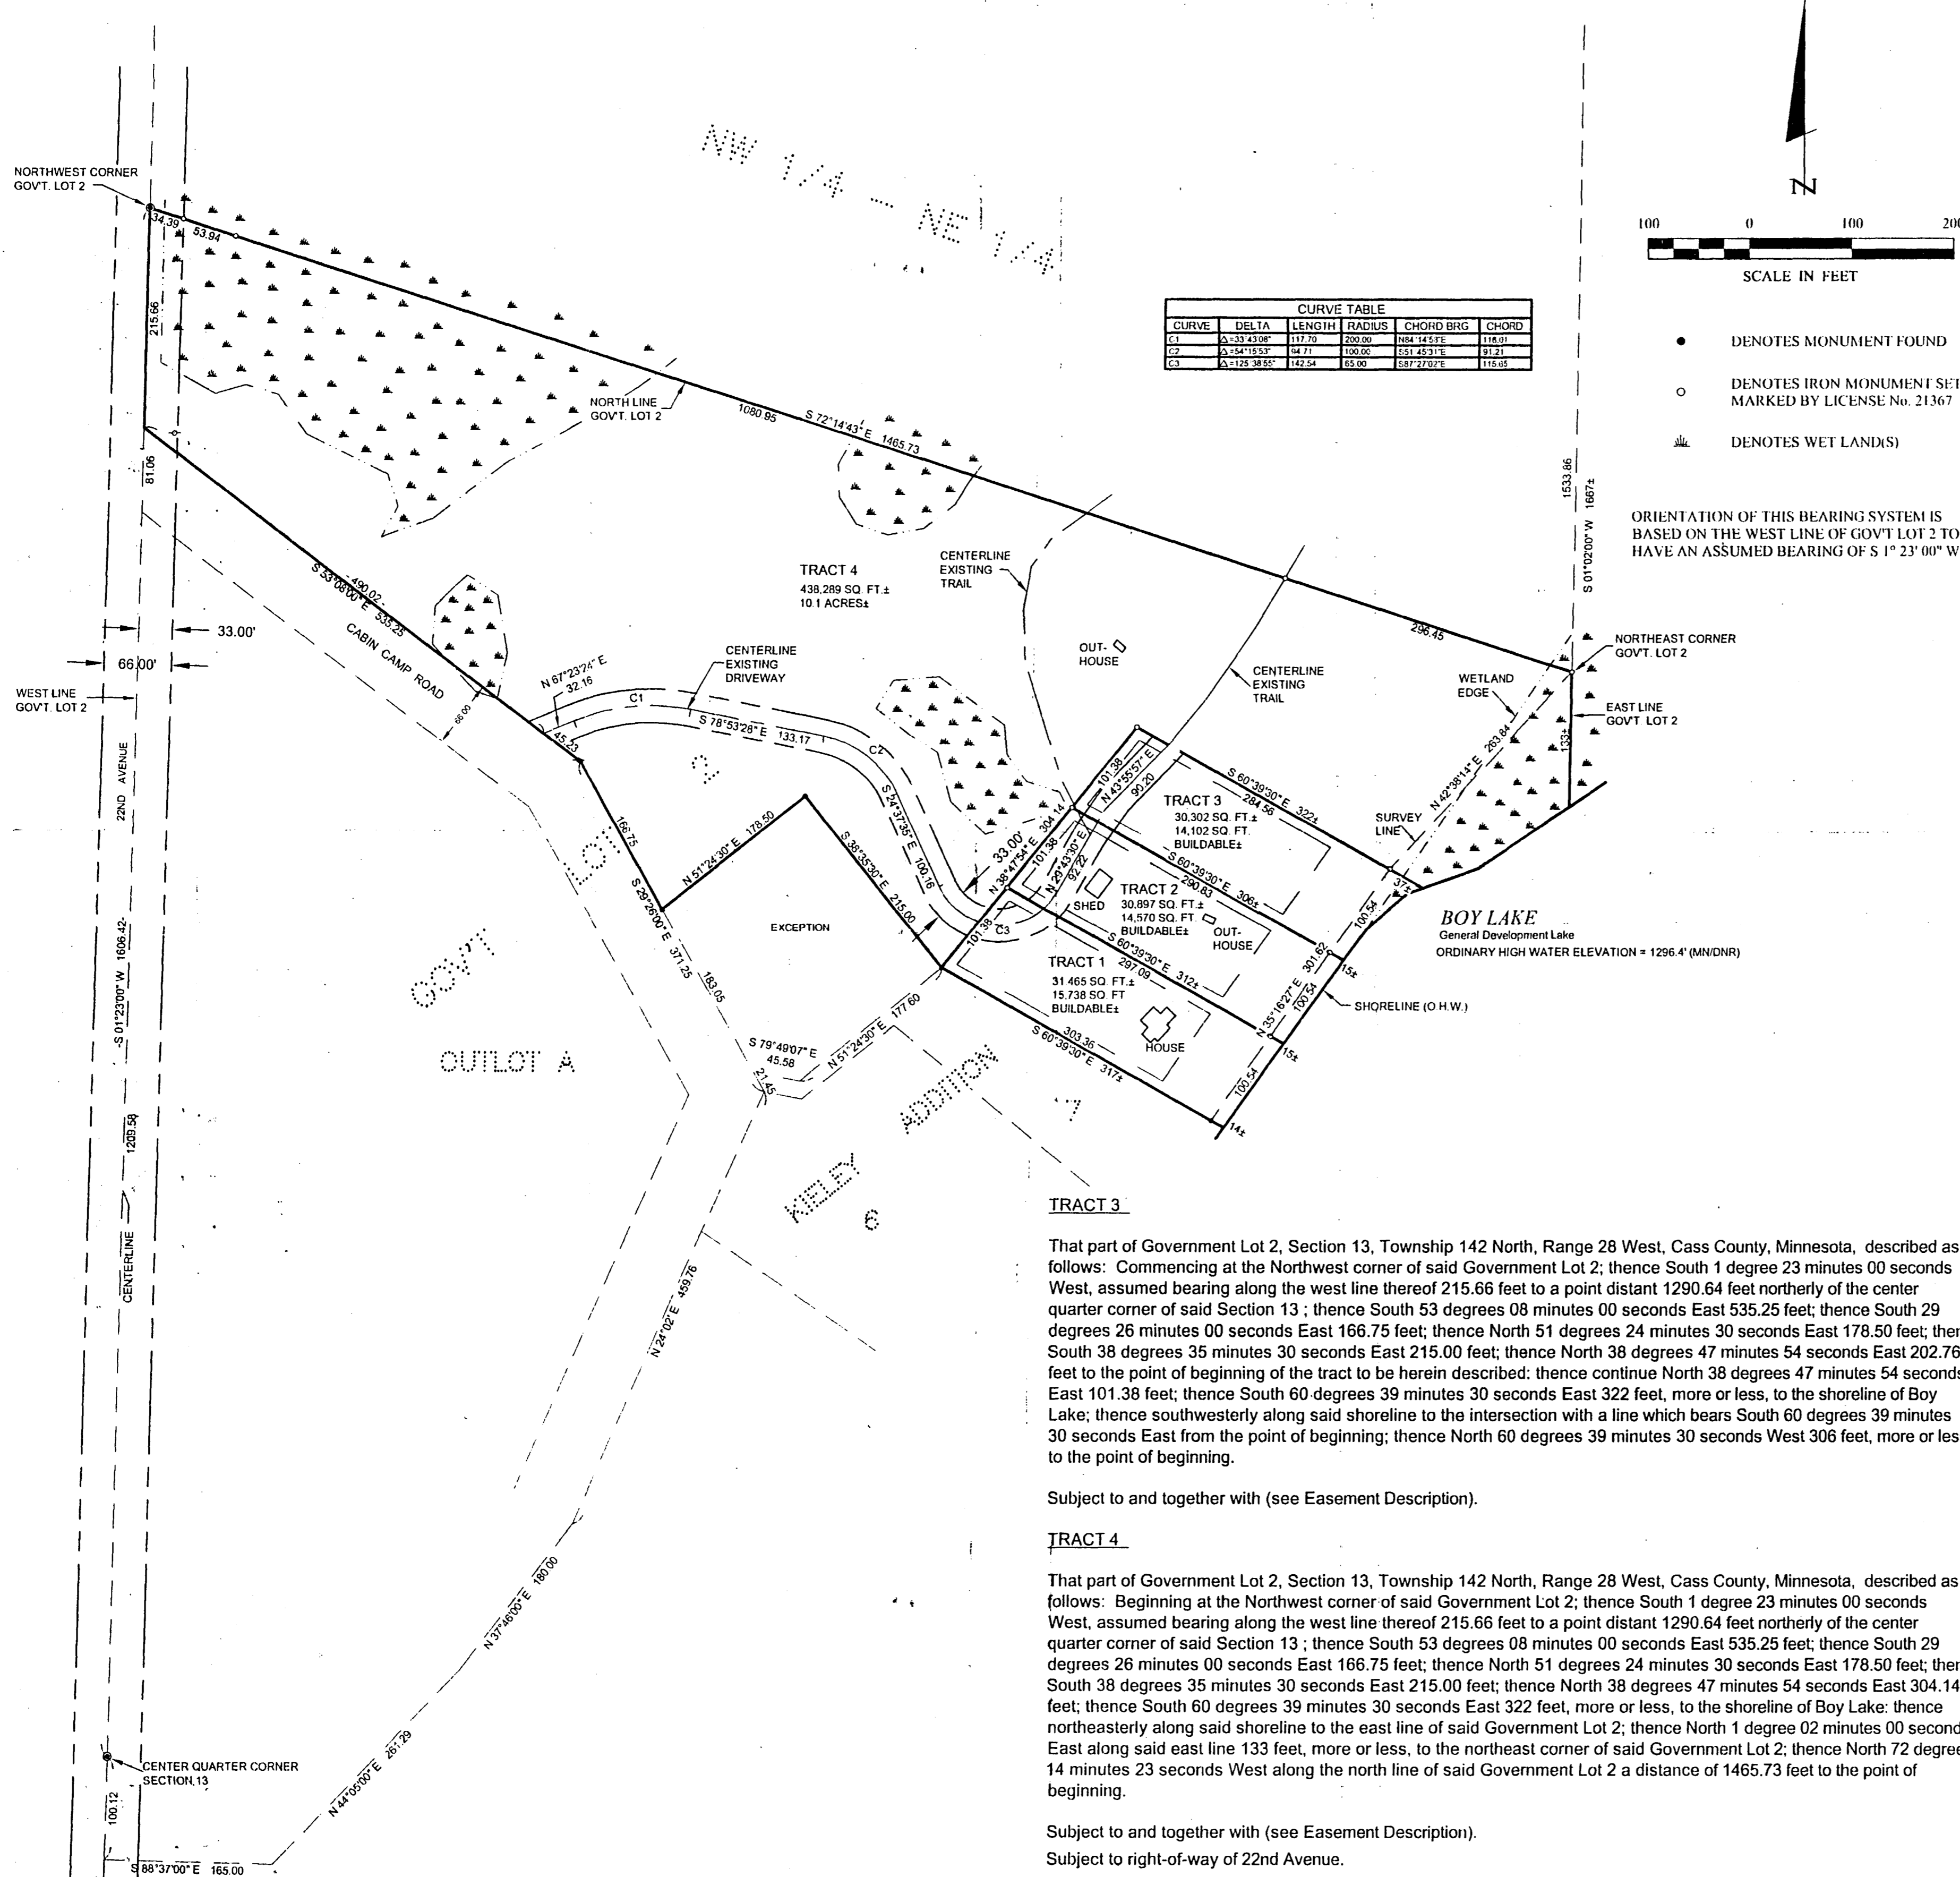 NW 1/4 — NE 1/4
N
NORTHWEST CORNER
GOV'T. LOT 2
34.39
53.94
215.66
81.06
100 0 100 200
SCALE IN FEET
CURVE TABLE
CURVE DELTA LENGTH RADIUS CHORD BRG CHORD
C1 △=33°43'08" 117.70 200.00 N84°14'58"E 116.01
C2 △=54°15'53" 94.71 100.00 S51°45'31"E 91.21
C3 △=125°38'55" 142.54 65.00 S87°27'02"E 115.65
● DENOTES MONUMENT FOUND
○ DENOTES IRON MONUMENT SET
MARKED BY LICENSE No. 21367
DENOTES WET LAND(S)
ORIENTATION OF THIS BEARING SYSTEM IS
BASED ON THE WEST LINE OF GOV'T LOT 2 TO
HAVE AN ASSUMED BEARING OF S 1° 23' 00" W
NORTH LINE
GOV'T. LOT 2
1080.95
S 72°14'43" E 1465.73
296.45
1533.86
S 01°02'00" W 1667±
TRACT 4
438,289 SQ. FT.±
10.1 ACRES±
CENTERLINE
EXISTING
TRAIL
-490.02-
S 53°08'00" E 535.25
CABIN CAMP ROAD
33.00'
66.00'
66.00
WEST LINE
GOV'T. LOT 2
N 67°23'24" E
32.16
45.23
C1
CENTERLINE
EXISTING
DRIVEWAY
S 78°53'28" E 133.17
C2
S 24°37'35" E 100.16
OUT-
HOUSE
CENTERLINE
EXISTING
TRAIL
WETLAND
EDGE
NORTHEAST CORNER
GOV'T. LOT 2
EAST LINE
GOV'T LOT 2
133±
N 42°38'14" E 263.84
SURVEY
LINE
37±
101.38
N 43°55'57" E
90.20
S 60°39'30" E 322±
284.56
TRACT 3
30,302 SQ. FT.±
14,102 SQ. FT.
BUILDABLE±
33.00'
N 38°47'54" E 304.14
101.38
N 29°43'30" E
92.22
S 60°39'30" E 306±
290.83
SHED
TRACT 2
30,897 SQ. FT.±
14,570 SQ. FT.
BUILDABLE±
OUT-
HOUSE
100.54
15±
BOY LAKE
General Development Lake
ORDINARY HIGH WATER ELEVATION = 1296.4' (MN/DNR)
C3
101.38
S 60°39'30" E 312±
297.09
TRACT 1
31,465 SQ. FT.±
15,738 SQ. FT
BUILDABLE±
HOUSE
N 35°16'27" E 301.62
100.54
SHORELINE (O.H.W.)
15±
303.36
S 60°39'30" E 317±
100.54
14±
166.75
S 29°26'00" E 371.25
N 51°24'30" E 178.50
S 38°35'30" E 215.00
EXCEPTION
183.05
S 79°49'07" E
45.58
21.45
N 51°24'30" E 177.60
2
GOV'T LOT
OUTLOT A
KIELEY ADDITION
7
6
22ND AVENUE
-S 01°23'00" W 1606.42-
1209.58
CENTERLINE
N 24°02' E 459.76
N 37°46'00" E 180.00
N 44°05'00" E 261.29
CENTER QUARTER CORNER
SECTION 13
100.12
S 88°37'00" E 165.00
TRACT 3
That part of Government Lot 2, Section 13, Township 142 North, Range 28 West, Cass County, Minnesota, described as
follows: Commencing at the Northwest corner of said Government Lot 2; thence South 1 degree 23 minutes 00 seconds
West, assumed bearing along the west line thereof 215.66 feet to a point distant 1290.64 feet northerly of the center
quarter corner of said Section 13 ; thence South 53 degrees 08 minutes 00 seconds East 535.25 feet; thence South 29
degrees 26 minutes 00 seconds East 166.75 feet; thence North 51 degrees 24 minutes 30 seconds East 178.50 feet; then
South 38 degrees 35 minutes 30 seconds East 215.00 feet; thence North 38 degrees 47 minutes 54 seconds East 202.76
feet to the point of beginning of the tract to be herein described: thence continue North 38 degrees 47 minutes 54 seconds
East 101.38 feet; thence South 60 degrees 39 minutes 30 seconds East 322 feet, more or less, to the shoreline of Boy
Lake; thence southwesterly along said shoreline to the intersection with a line which bears South 60 degrees 39 minutes
30 seconds East from the point of beginning; thence North 60 degrees 39 minutes 30 seconds West 306 feet, more or les
to the point of beginning.
Subject to and together with (see Easement Description).
TRACT 4
That part of Government Lot 2, Section 13, Township 142 North, Range 28 West, Cass County, Minnesota, described as
follows: Beginning at the Northwest corner of said Government Lot 2; thence South 1 degree 23 minutes 00 seconds
West, assumed bearing along the west line thereof 215.66 feet to a point distant 1290.64 feet northerly of the center
quarter corner of said Section 13 ; thence South 53 degrees 08 minutes 00 seconds East 535.25 feet; thence South 29
degrees 26 minutes 00 seconds East 166.75 feet; thence North 51 degrees 24 minutes 30 seconds East 178.50 feet; then
South 38 degrees 35 minutes 30 seconds East 215.00 feet; thence North 38 degrees 47 minutes 54 seconds East 304.14
feet; thence South 60 degrees 39 minutes 30 seconds East 322 feet, more or less, to the shoreline of Boy Lake: thence
northeasterly along said shoreline to the east line of said Government Lot 2; thence North 1 degree 02 minutes 00 second
East along said east line 133 feet, more or less, to the northeast corner of said Government Lot 2; thence North 72 degree
14 minutes 23 seconds West along the north line of said Government Lot 2 a distance of 1465.73 feet to the point of
beginning.
Subject to and together with (see Easement Description).
Subject to right-of-way of 22nd Avenue.